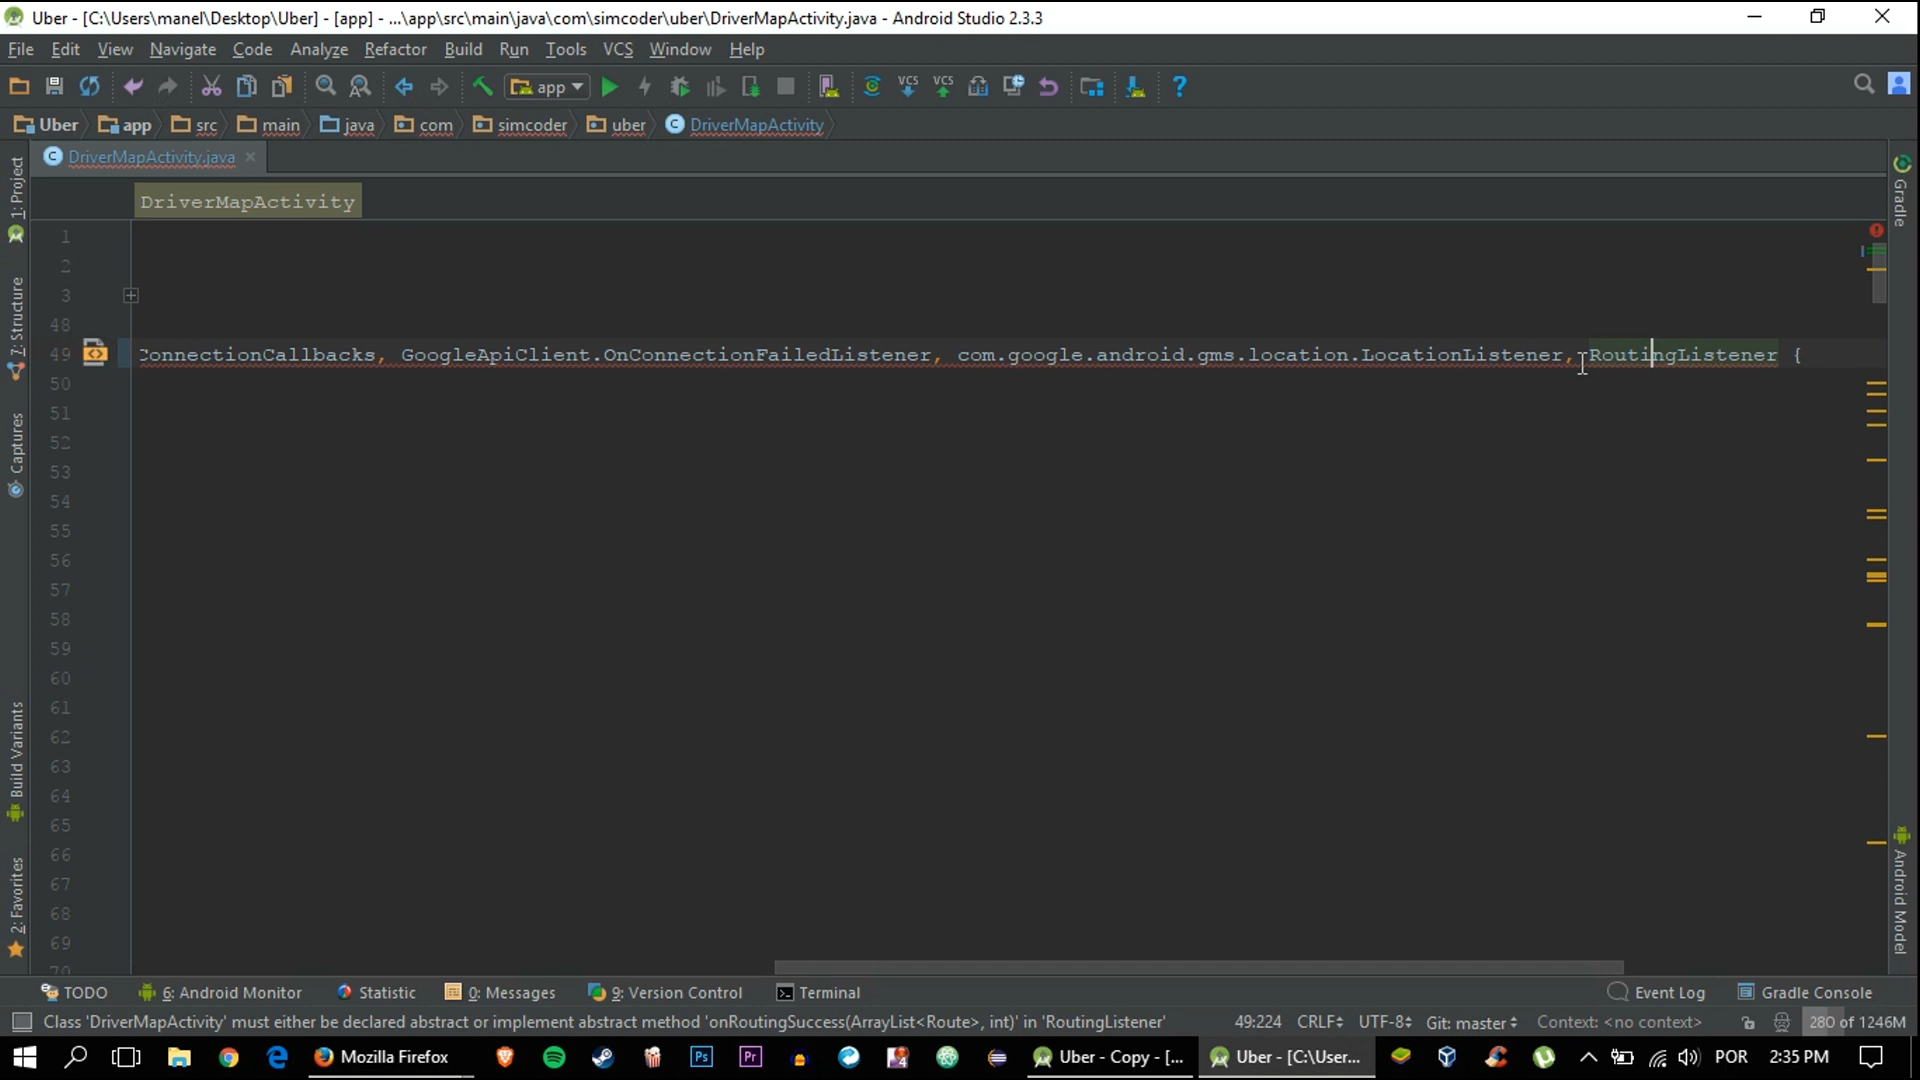 Uber - [C:\Users\manel\Desktop\Uber] - [app] - ...\app\src\main\java\com\simcoder\uber\DriverMapActivity.java - Android Studio 2.3.3
File Edit View Navigate Code Analyze Refactor Build Run Tools VCS Window Help
app VCS VCS
Uber app src main java com simcoder uber DriverMapActivity
DriverMapActivity.java
DriverMapActivity
1
2
3
48
49 ConnectionCallbacks, GoogleApiClient.OnConnectionFailedListener, com.google.android.gms.location.LocationListener, RoutingListener {
50
51
52
53
54
55
56
57
58
59
60
61
62
63
64
65
66
67
68
69
70
1: Project
7: Structure
Captures
Build Variants
2: Favorites
Gradle
Android Model
TODO 6: Android Monitor Statistic 0: Messages 9: Version Control Terminal Event Log Gradle Console
Class 'DriverMapActivity' must either be declared abstract or implement abstract method 'onRoutingSuccess(ArrayList<Route>, int)' in 'RoutingListener' 49:224 CRLF UTF-8 Git: master Context: <no context> 280 of 1246M
Mozilla Firefox Ps Pr Uber - Copy - [... Uber - [C:\User... POR 2:35 PM